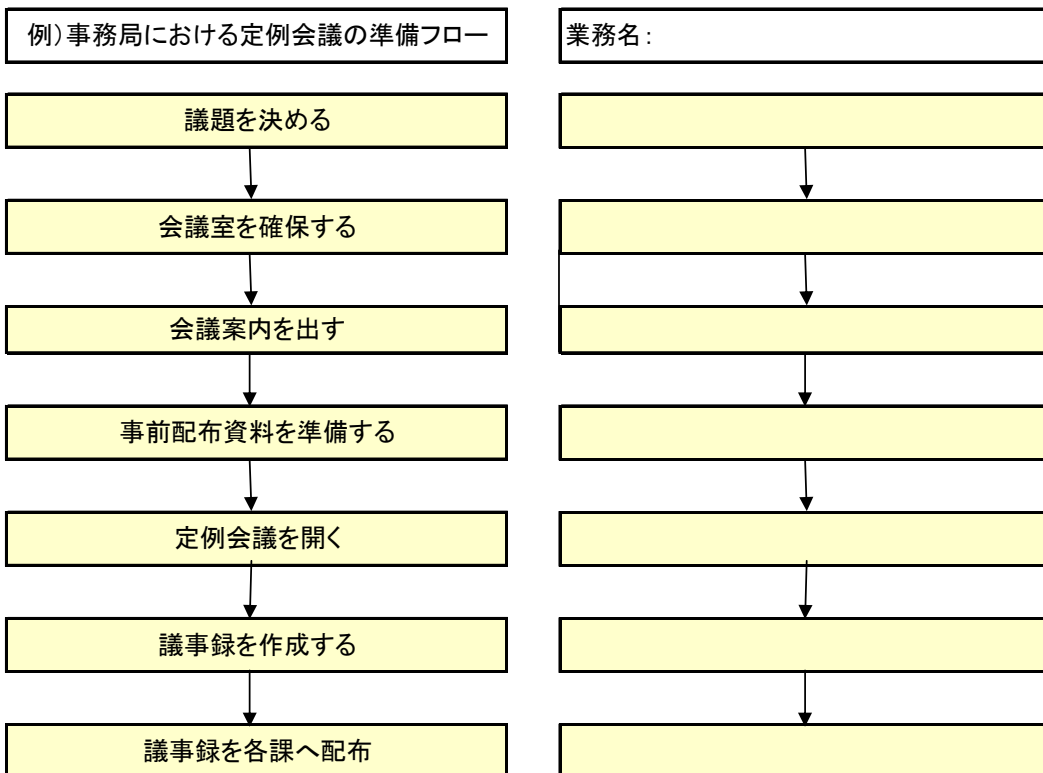 例）事務局における定例会議の準備フロー
業務名：
議題を決める
会議室を確保する
会議案内を出す
事前配布資料を準備する
定例会議を開く
議事録を作成する
議事録を各課へ配布